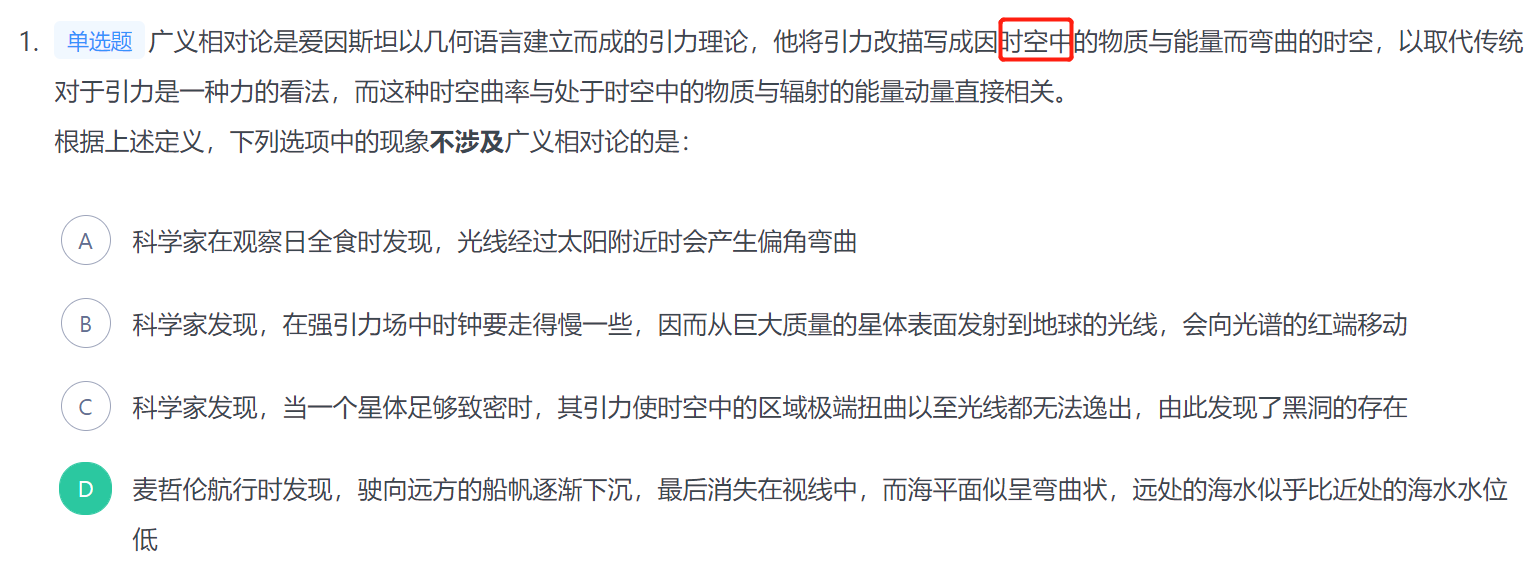 1. 单选题 广义相对论是爱因斯坦以几何语言建立而成的引力理论，他将引力改描写成因时空中的物质与能量而弯曲的时空，以取代传统
对于引力是一种力的看法，而这种时空曲率与处于时空中的物质与辐射的能量动量直接相关。
根据上述定义，下列选项中的现象不涉及广义相对论的是：
A 科学家在观察日全食时发现，光线经过太阳附近时会产生偏角弯曲
B 科学家发现，在强引力场中时钟要走得慢一些，因而从巨大质量的星体表面发射到地球的光线，会向光谱的红端移动
C 科学家发现，当一个星体足够致密时，其引力使时空中的区域极端扭曲以至光线都无法逸出，由此发现了黑洞的存在
D 麦哲伦航行时发现，驶向远方的船帆逐渐下沉，最后消失在视线中，而海平面似呈弯曲状，远处的海水似乎比近处的海水水位
低